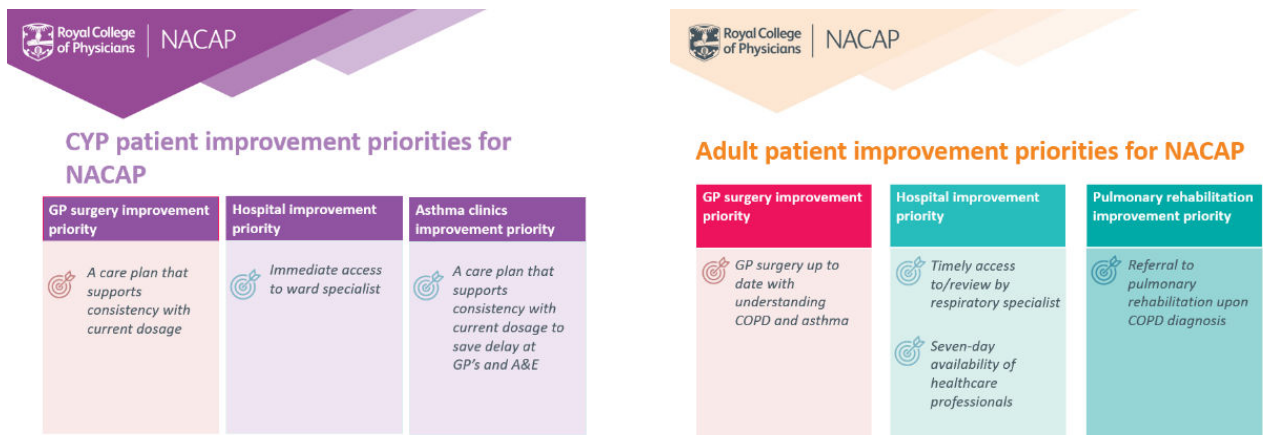 Royal College
of Physicians
NACAP
CYP patient improvement priorities for
NACAP
GP surgery improvement
priority
A care plan that
supports
consistency with
current dosage
Hospital improvement
priority
Immediate access
to ward specialist
Asthma clinics
improvement priority
A care plan that
supports
consistency with
current dosage to
save delay at
GP's and A&E
Royal College
of Physicians
NACAP
Adult patient improvement priorities for NACAP
GP surgery improvement
priority
GP surgery up to
date with
understanding
COPD and asthma
Hospital improvement
priority
Timely access
to/review by
respiratory specialist
Seven-day
availability of
healthcare
professionals
Pulmonary rehabilitation
improvement priority
Referral to
pulmonary
rehabilitation upon
COPD diagnosis